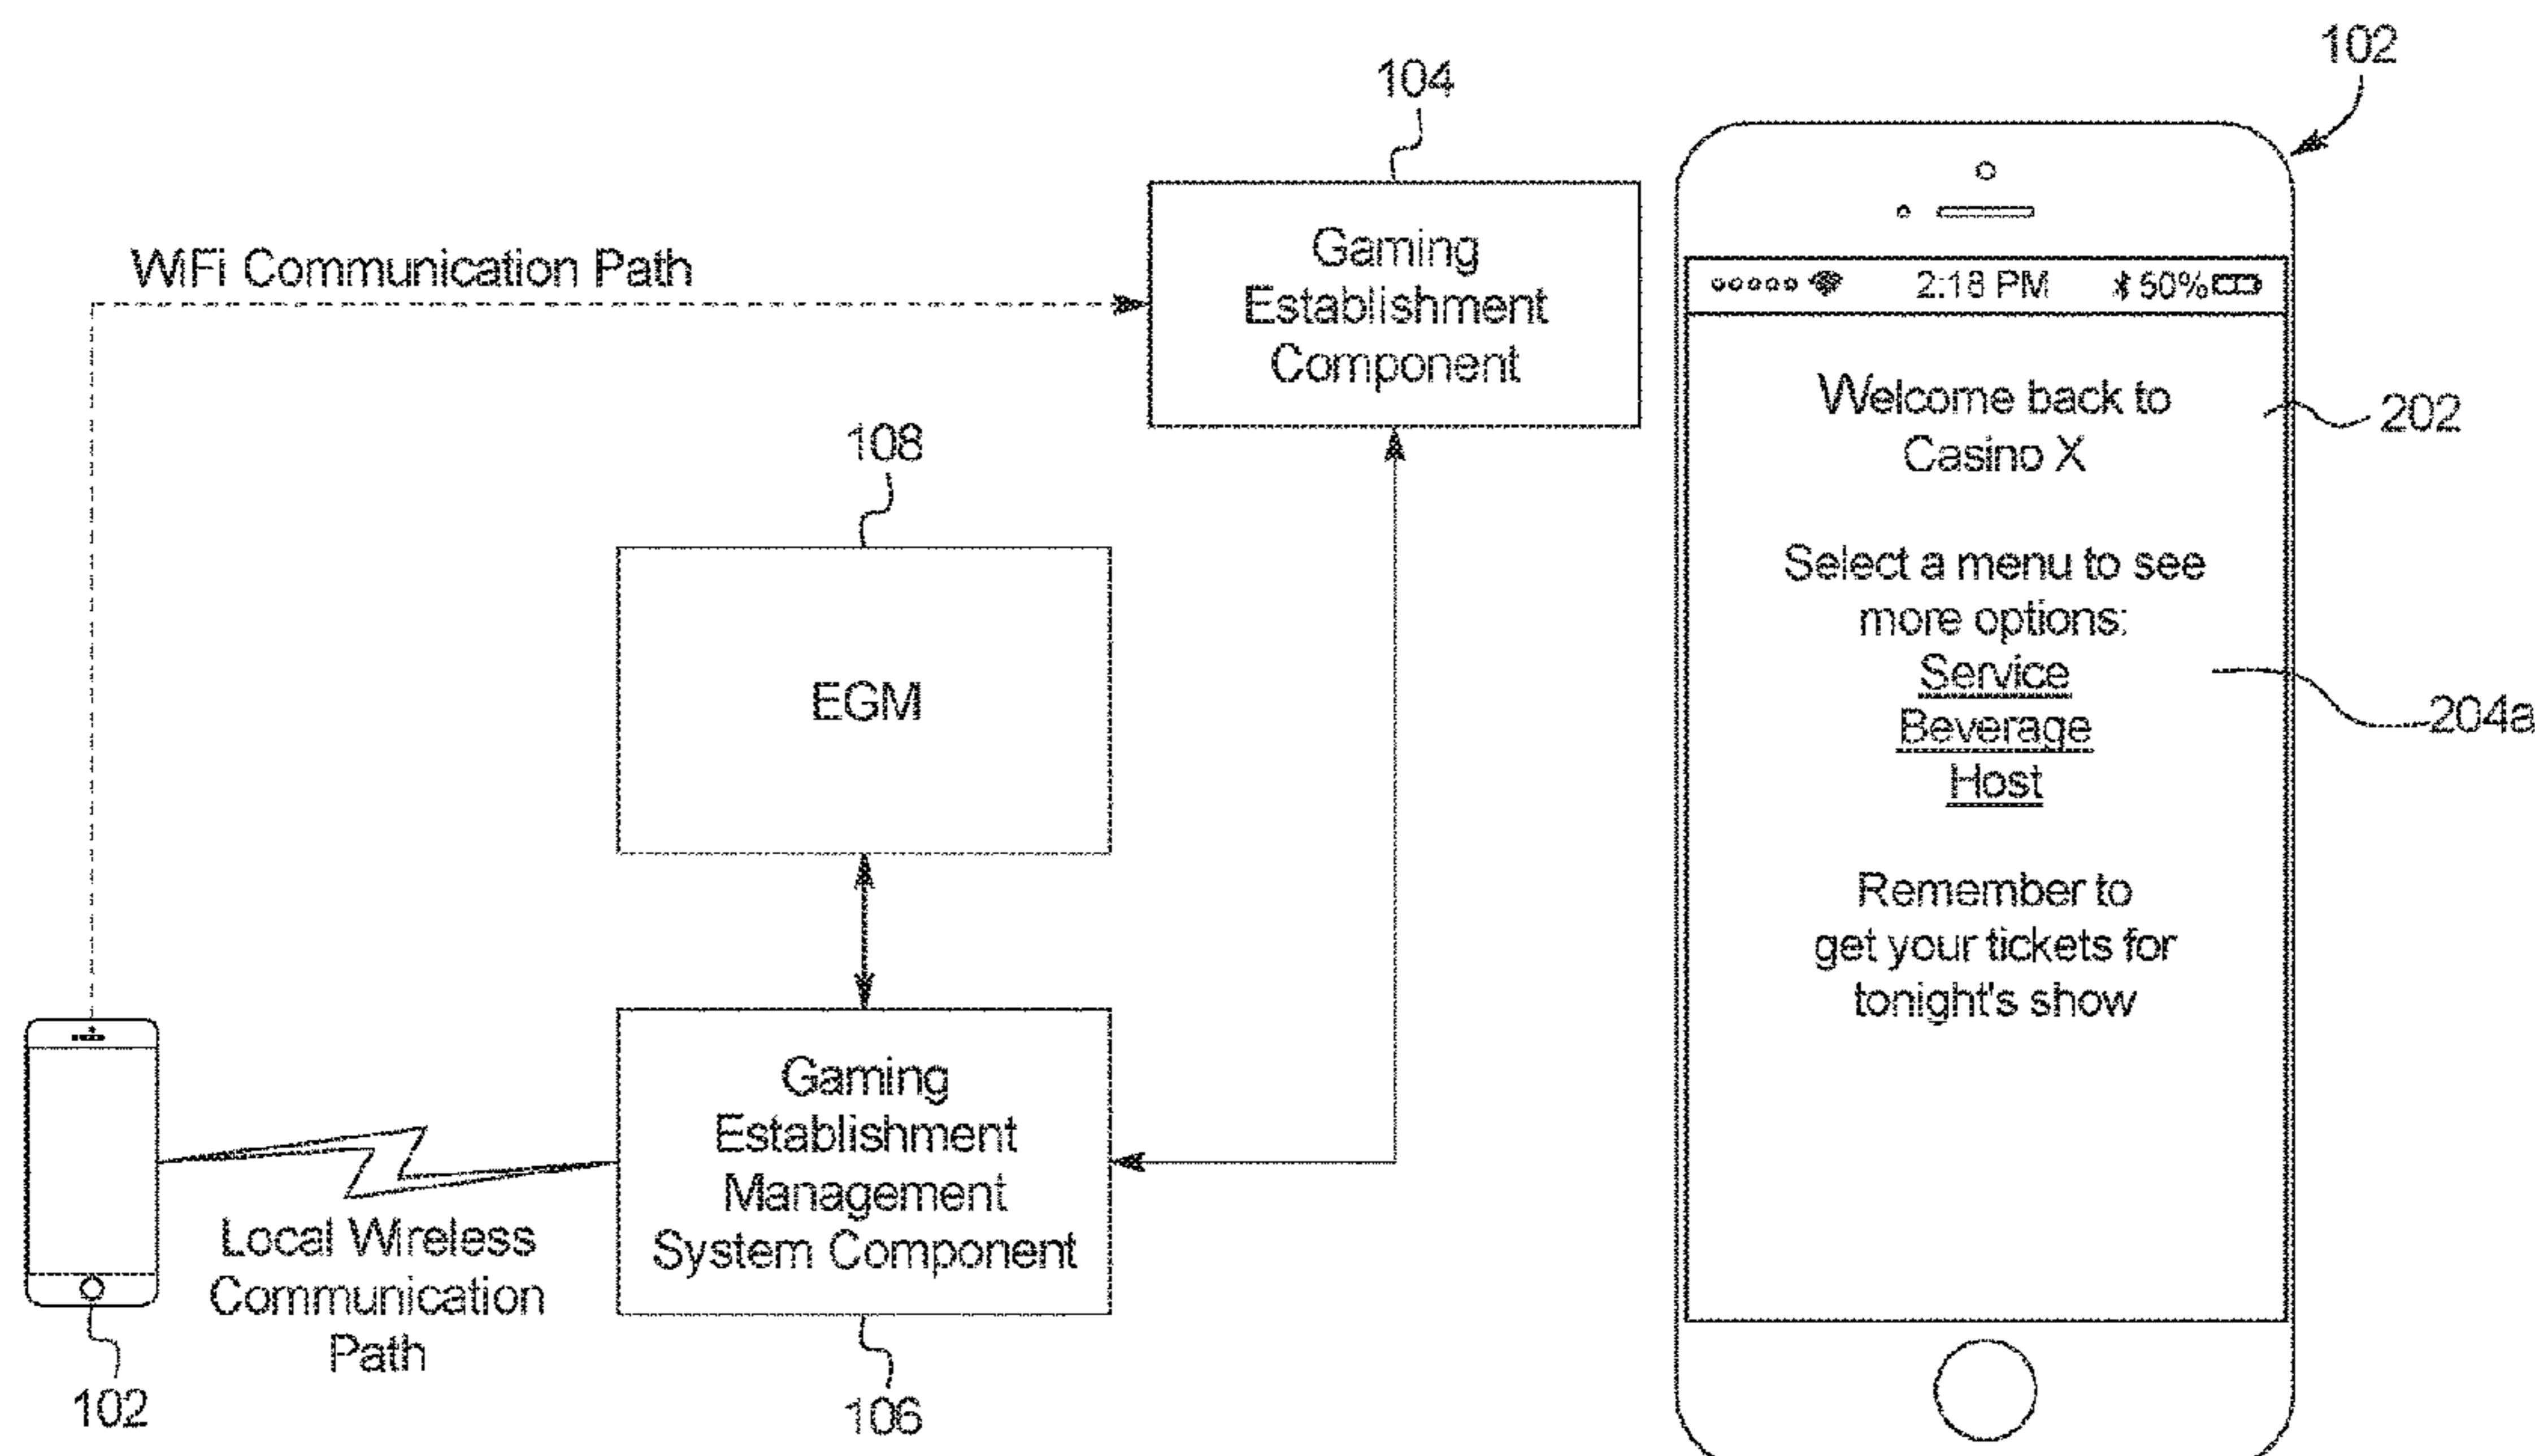 102
104
Gaming
Establishment
Component
WiFi Communication Path
108
EGM
Gaming
Establishment
Management
System Component
Local Wireless
Communication
Path
102
106
2:18 PM 50%
Welcome back to
Casino X
202
Select a menu to see
more options:
Service
204a
Beverage
Host
Remember to
get your tickets for
tonight's show